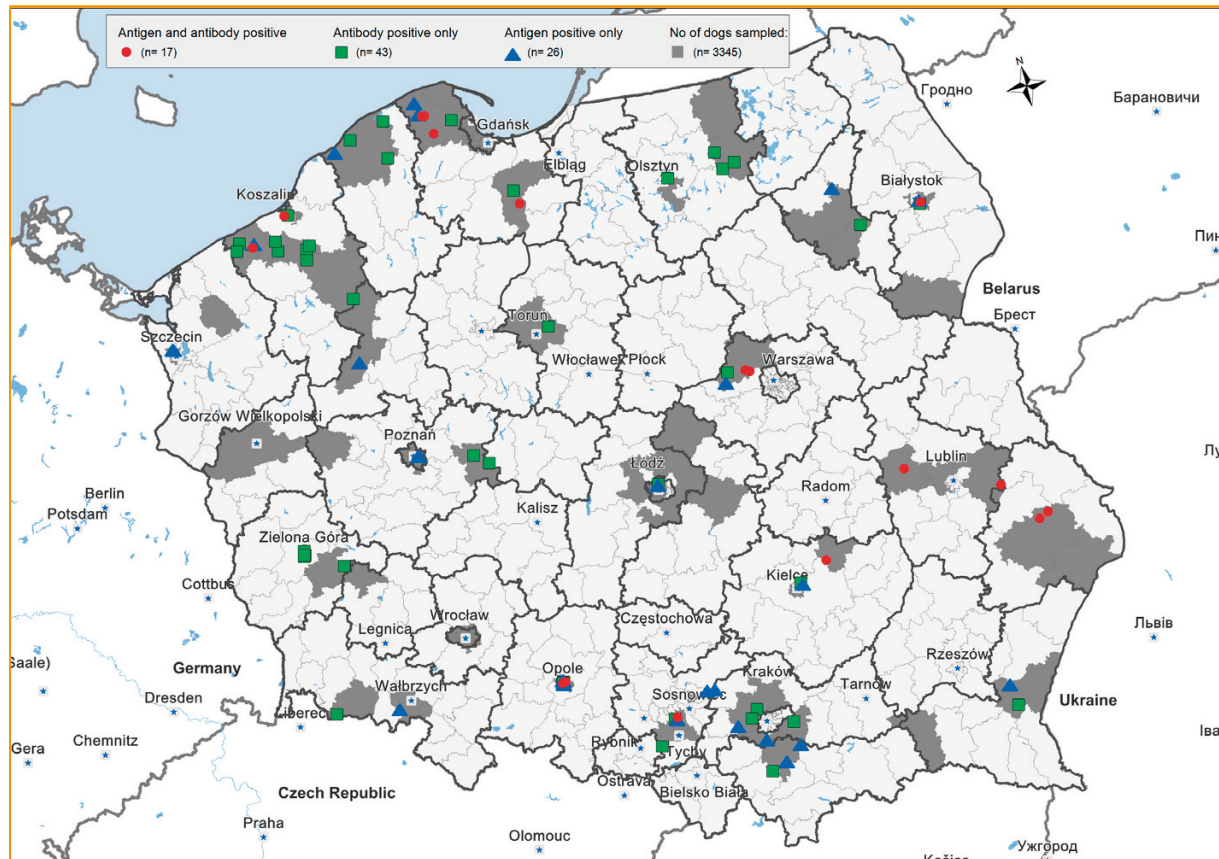 Antigen and antibody positive
(n= 17)
Antibody positive only
(n= 43)
Antigen positive only
(n= 26)
No of dogs sampled:
(n= 3345)
N
Гродно
Барановичи
Gdańsk
Elbląg
Olsztyn
Białystok
Koszalin
Пин
Belarus
Брест
Szczecin
Toruń
Włocławek
Płock
Warszawa
Gorzów Wielkopolski
Poznań
Łódź
Lublin
Лу
Berlin
Potsdam
Kalisz
Radom
Zielona Góra
Kielce
Cottbus
Wrocław
Legnica
Częstochowa
Львів
Germany
Opole
Rzeszów
Saale)
Wałbrzych
Kraków
Tarnów
Sosnowiec
Ukraine
Dresden
Liberec
Gera
Chemnitz
Rybnik
Tychy
Іва
Czech Republic
Ostrava
Bielsko Biała
Praha
Olomouc
Ужгород